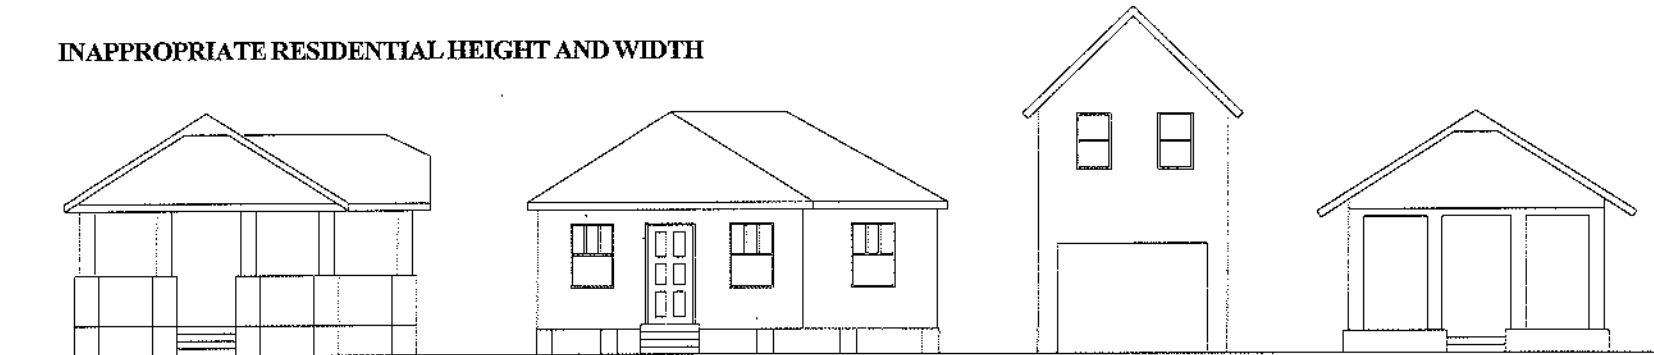 INAPPROPRIATE RESIDENTIAL HEIGHT AND WIDTH